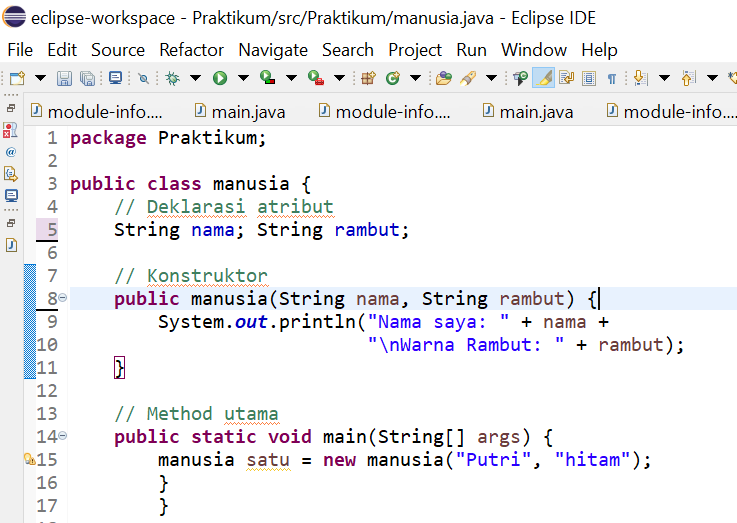 eclipse-workspace - Praktikum/src/Praktikum/manusia.java - Eclipse IDE
File Edit Source Refactor Navigate Search Project Run Window Help
module-info.... main.java module-info.... main.java module-info....
1 package Praktikum;
2
3 public class manusia {
4 // Deklarasi atribut
5 String nama; String rambut;
6
7 // Konstruktor
8 public manusia(String nama, String rambut) {
9 System.out.println("Nama saya: " + nama +
10 "\nWarna Rambut: " + rambut);
11 }
12
13 // Method utama
14 public static void main(String[] args) {
15 manusia satu = new manusia("Putri", "hitam");
16 }
17 }